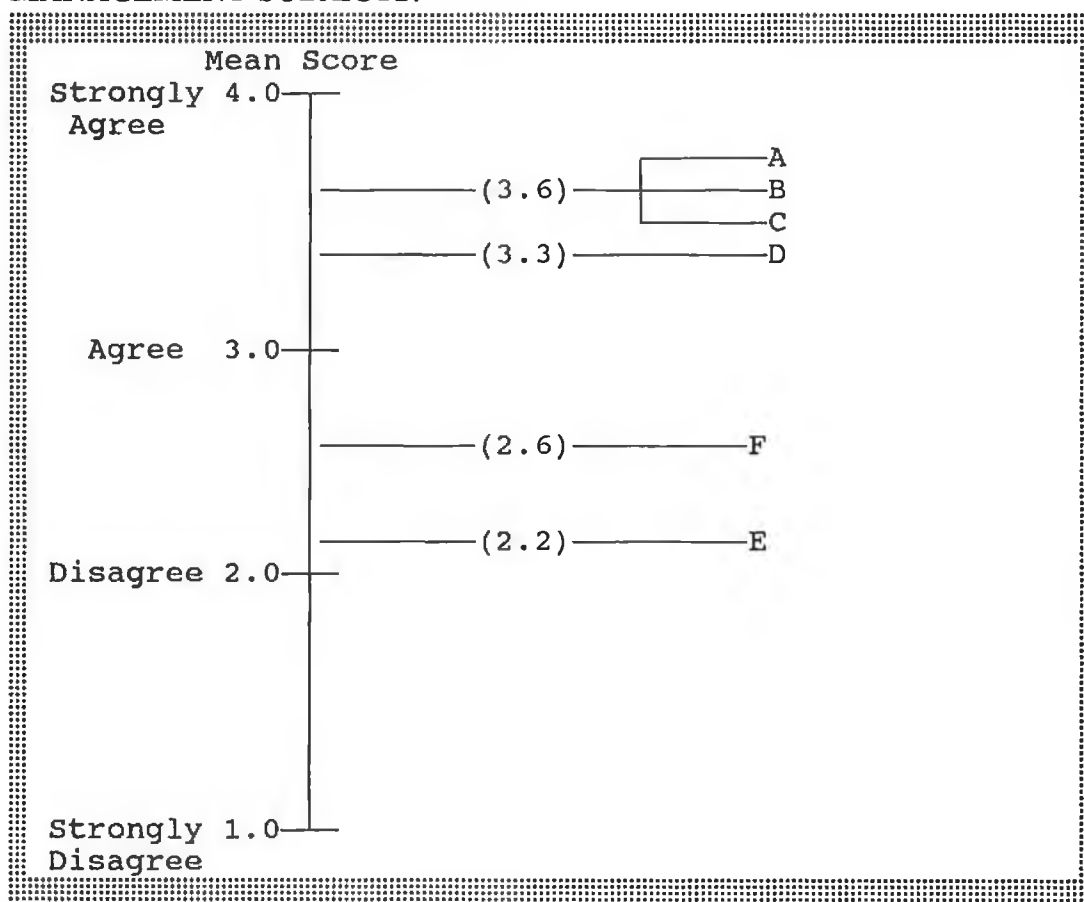 Mean Score
Strongly 4.0
Agree
A
(3.6) B
C
(3.3) D
Agree 3.0
(2.6) F
(2.2) E
Disagree 2.0
Strongly 1.0
Disagree